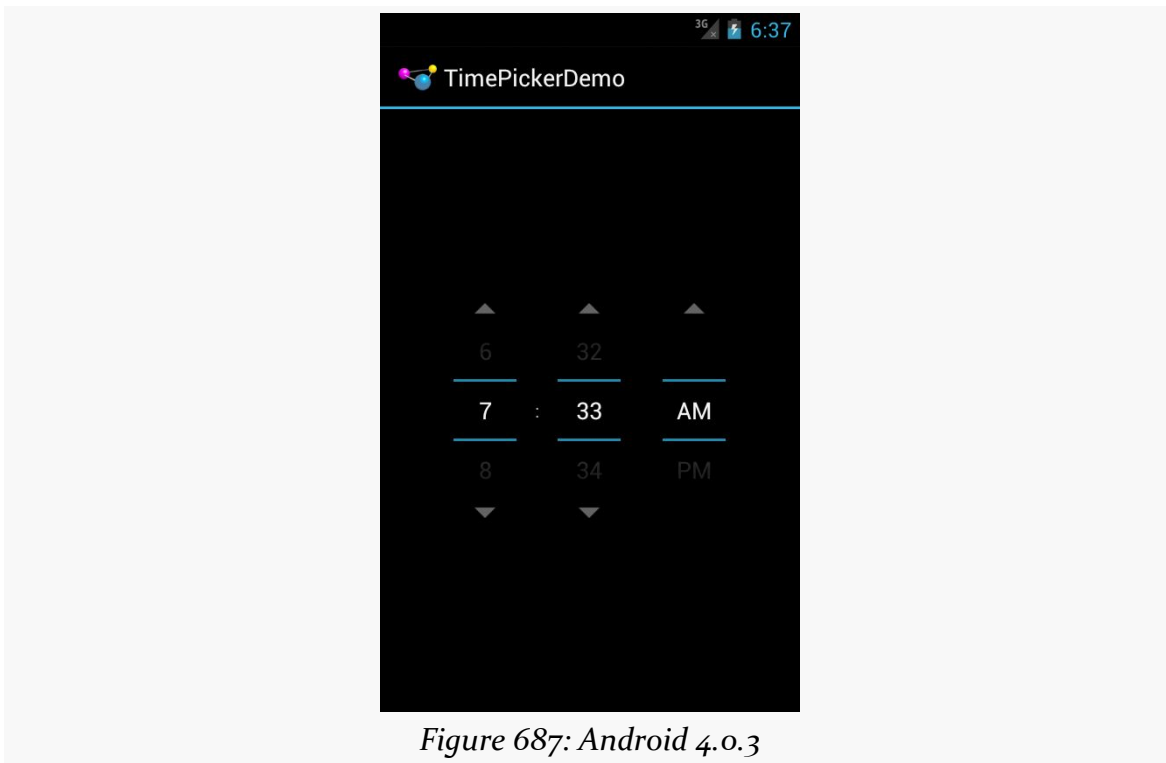 3G 6:37
TimePickerDemo
6 32
7 : 33 AM
8 34 PM
Figure 687: Android 4.0.3